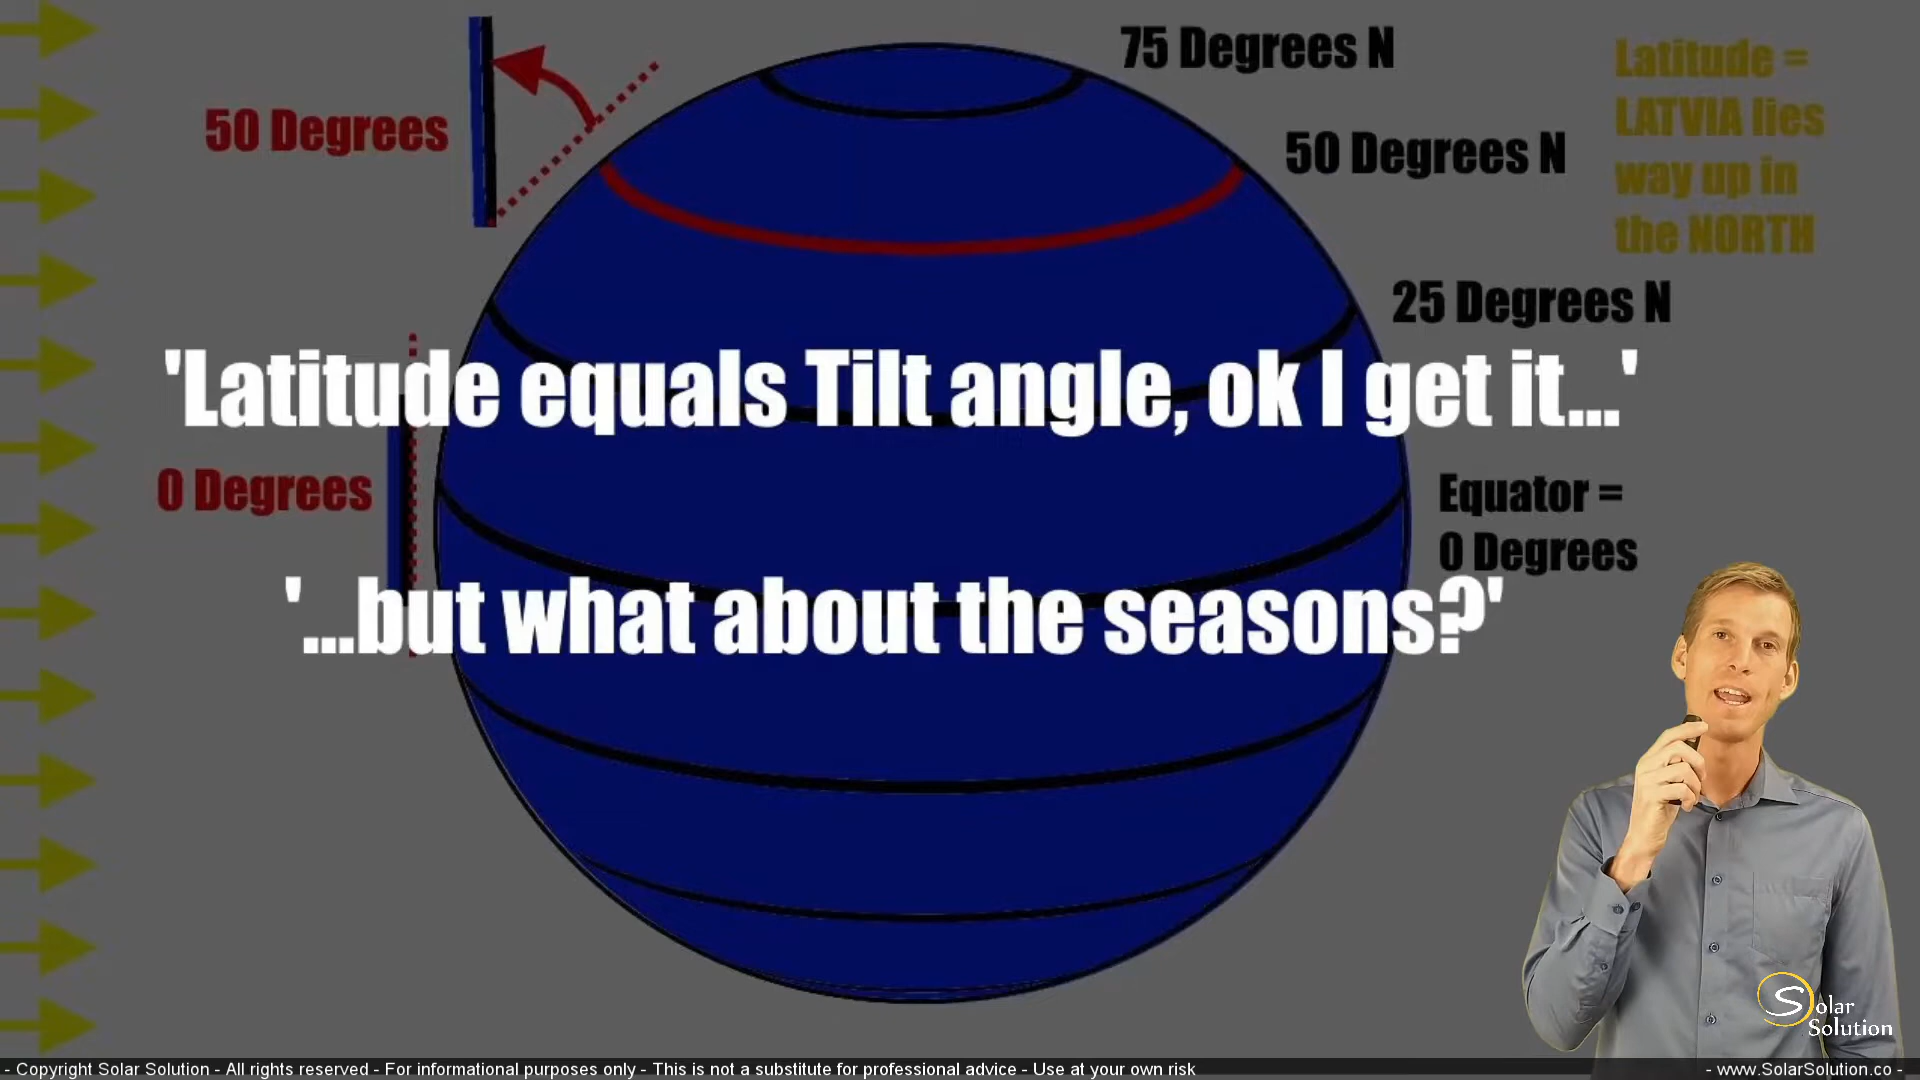 75 Degrees N
Latitude =
LATVIA lies
way up in
the NORTH
50 Degrees
50 Degrees N
25 Degrees N
'Latitude equals Tilt angle, ok I get it...'
0 Degrees
Equator =
0 Degrees
'...but what about the seasons?'
Solar
Solution
- Copyright Solar Solution - All rights reserved - For informational purposes only - This is not a substitute for professional advice - Use at your own risk
- www.SolarSolution.co -